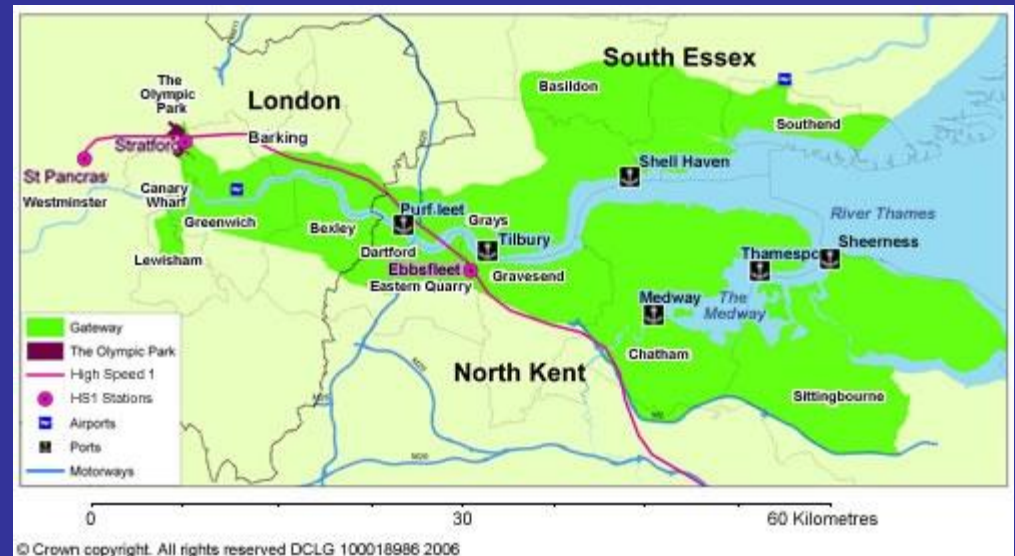 South Essex
Basildon
Southend
The
Olympic
Park
London
Barking
Stratford
St Pancras
Westminster
Canary
Wharf
Greenwich
Lewisham
Bexley
Purfleet
Dartford
Grays
Tilbury
Shell Haven
Ebbsfleet
Eastern Quarry
Gravesend
River Thames
Sheerness
Thamespo
Medway
The
Medway
Chatham
Sittingbourne
North Kent
M2
M20
Gateway
The Olympic Park
High Speed 1
HS1 Stations
Airports
Ports
Motorways
0
30
60 Kilometres
© Crown copyright. All rights reserved DCLG 100018986 2006